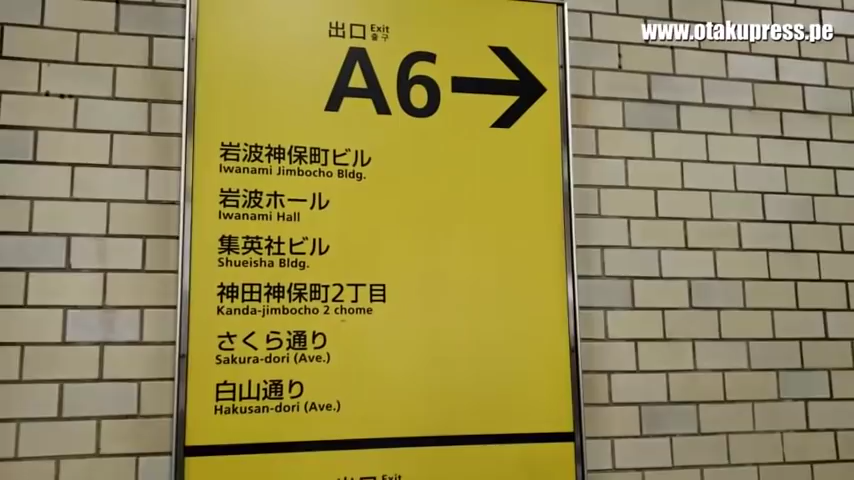 www.otakupress.pe
出口 Exit 출구
A6 →
岩波神保町ビル
Iwanami Jimbocho Bldg.
岩波ホール
Iwanami Hall
集英社ビル
Shueisha Bldg.
神田神保町2丁目
Kanda-jimbocho 2 chome
さくら通り
Sakura-dori (Ave.)
白山通り
Hakusan-dori (Ave.)
出口 Exit